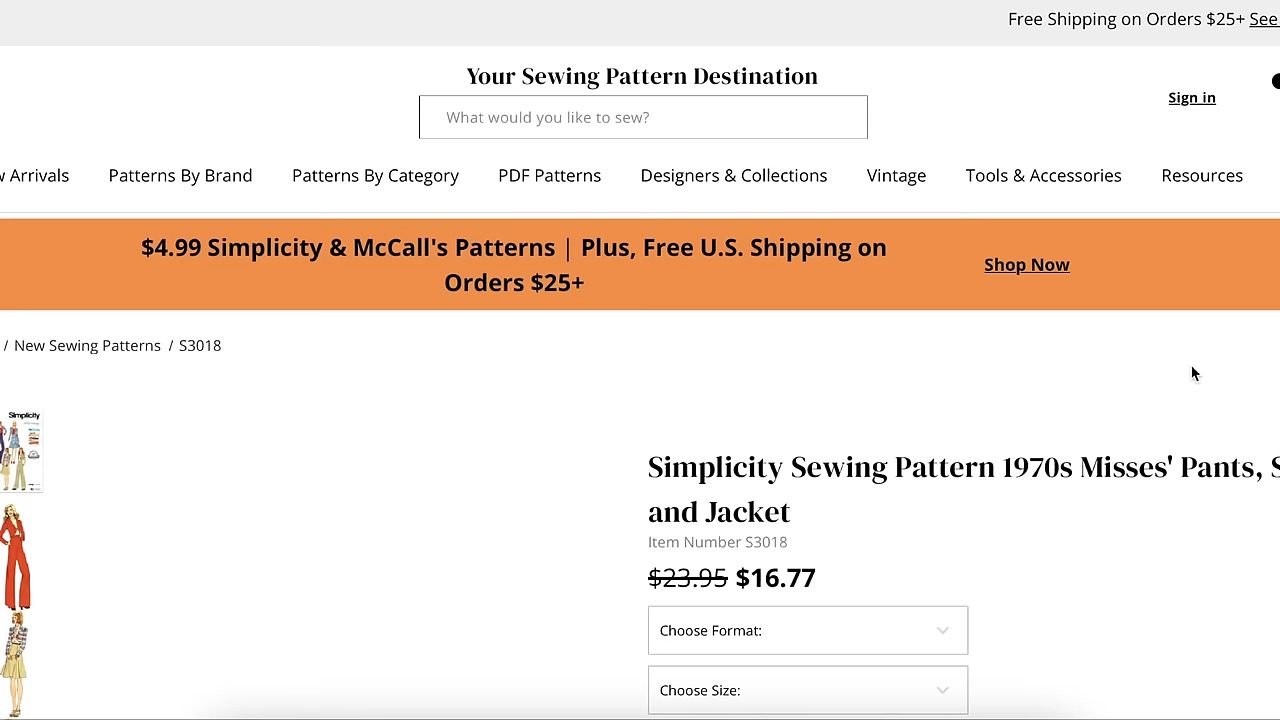 Free Shipping on Orders $25+ See
Your Sewing Pattern Destination
What would you like to sew?
Sign in
w Arrivals Patterns By Brand Patterns By Category PDF Patterns Designers & Collections Vintage Tools & Accessories Resources
$4.99 Simplicity & McCall's Patterns | Plus, Free U.S. Shipping on
Orders $25+
Shop Now
/ New Sewing Patterns / S3018
Simplicity
Simplicity Sewing Pattern 1970s Misses' Pants, S
and Jacket
Item Number S3018
$23.95 $16.77
Choose Format:
Choose Size: